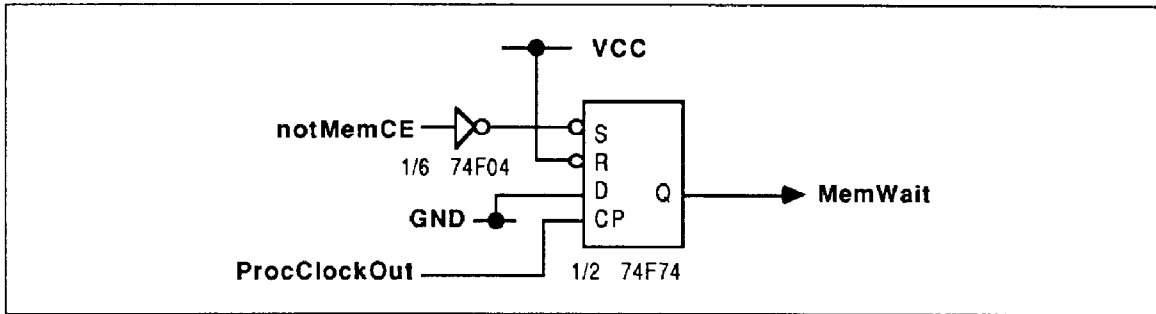 VCC
notMemCE
S
1/6 74F04
R
D
Q
MemWait
GND
CP
ProcClockOut
1/2 74F74